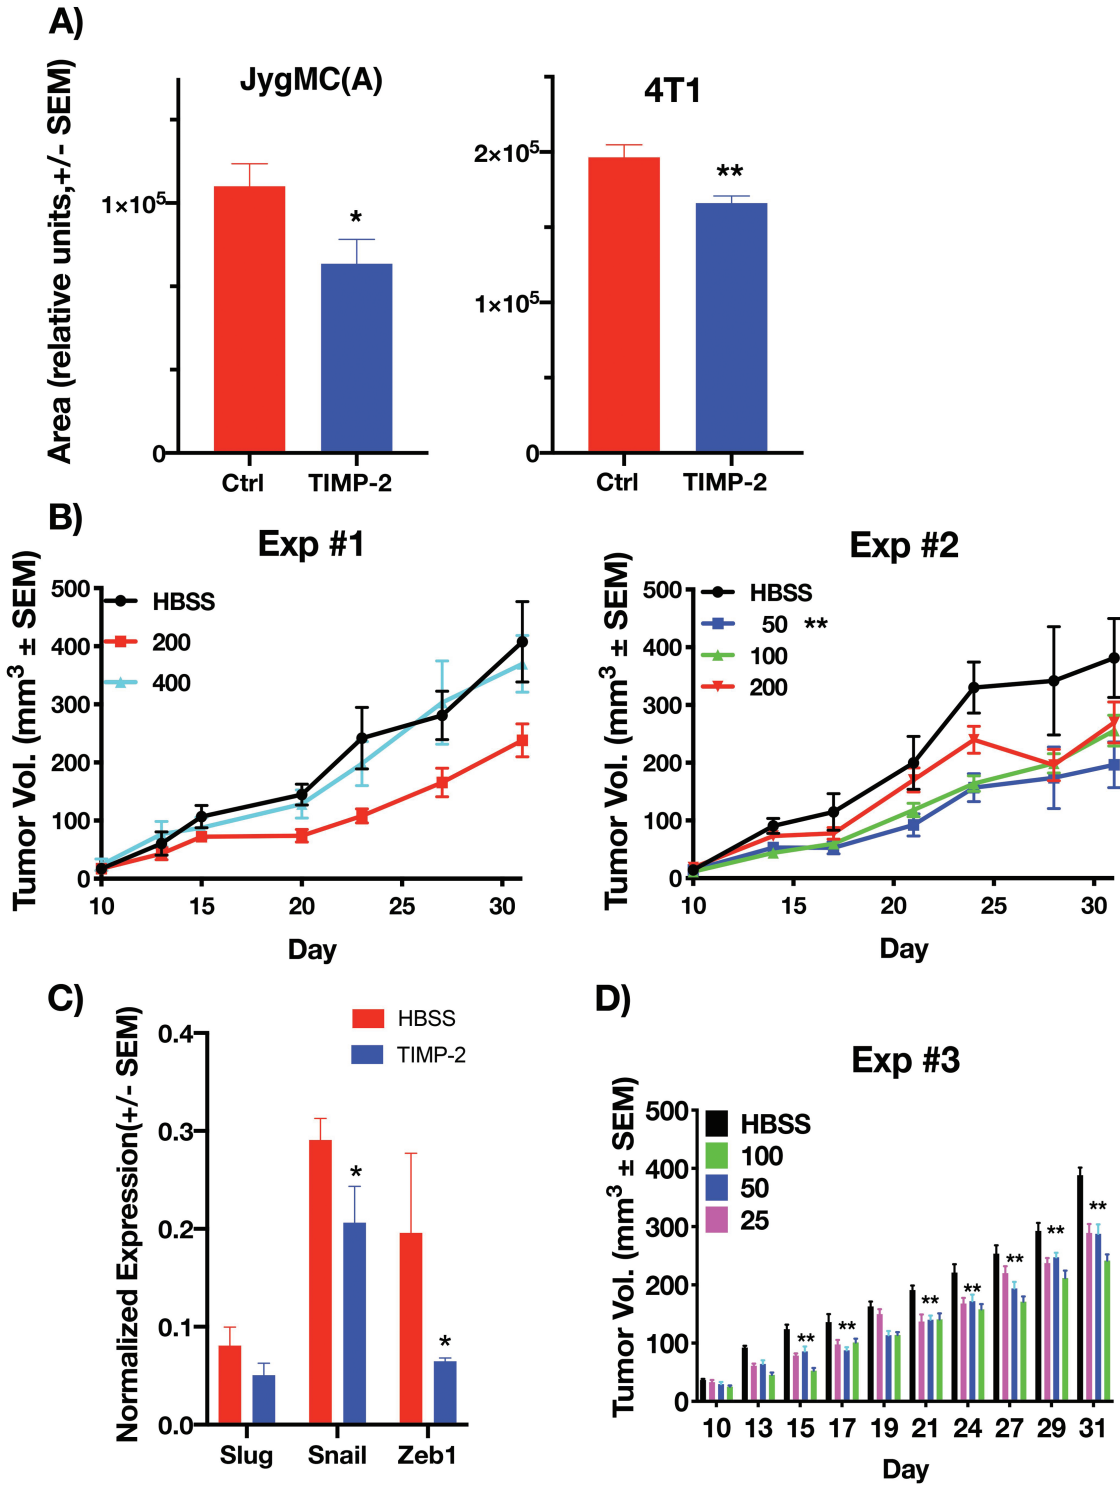 A)
JygMC(A)
4T1
Area (relative units,+/- SEM)
1×10⁵
0
*
Ctrl
TIMP-2
2×10⁵
1×10⁵
0
**
Ctrl
TIMP-2
B)
Exp #1
Tumor Vol. (mm³ ± SEM)
500
400
300
200
100
0
HBSS
200
400
10
15
20
25
30
Day
Exp #2
Tumor Vol. (mm³ ± SEM)
500
400
300
200
100
0
HBSS
50 **
100
200
10
15
20
25
30
Day
C)
Normalized Expression(+/- SEM)
0.4
0.3
0.2
0.1
0.0
HBSS
TIMP-2
*
*
Slug
Snail
Zeb1
D)
Exp #3
Tumor Vol. (mm³ ± SEM)
500
400
300
200
100
0
HBSS
100
50
25
**
**
**
**
**
**
**
10
13
15
17
19
21
24
27
29
31
Day